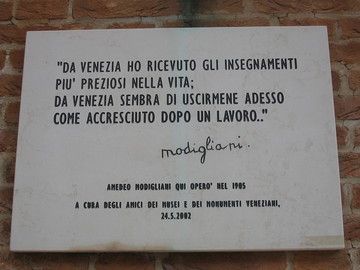 "DA VENEZIA HO RICEVUTO GLI INSEGNAMENTI
PIU' PREZIOSI NELLA VITA;
DA VENEZIA SEMBRA DI USCIRMENE ADESSO
COME ACCRESCIUTO DOPO UN LAVORO.."
modigliani.
AMEDEO MODIGLIANI QUI OPERO' NEL 1905
A CURA DEGLI AMICI DEI MUSEI E DEI MONUMENTI VENEZIANI,
24.5.2002